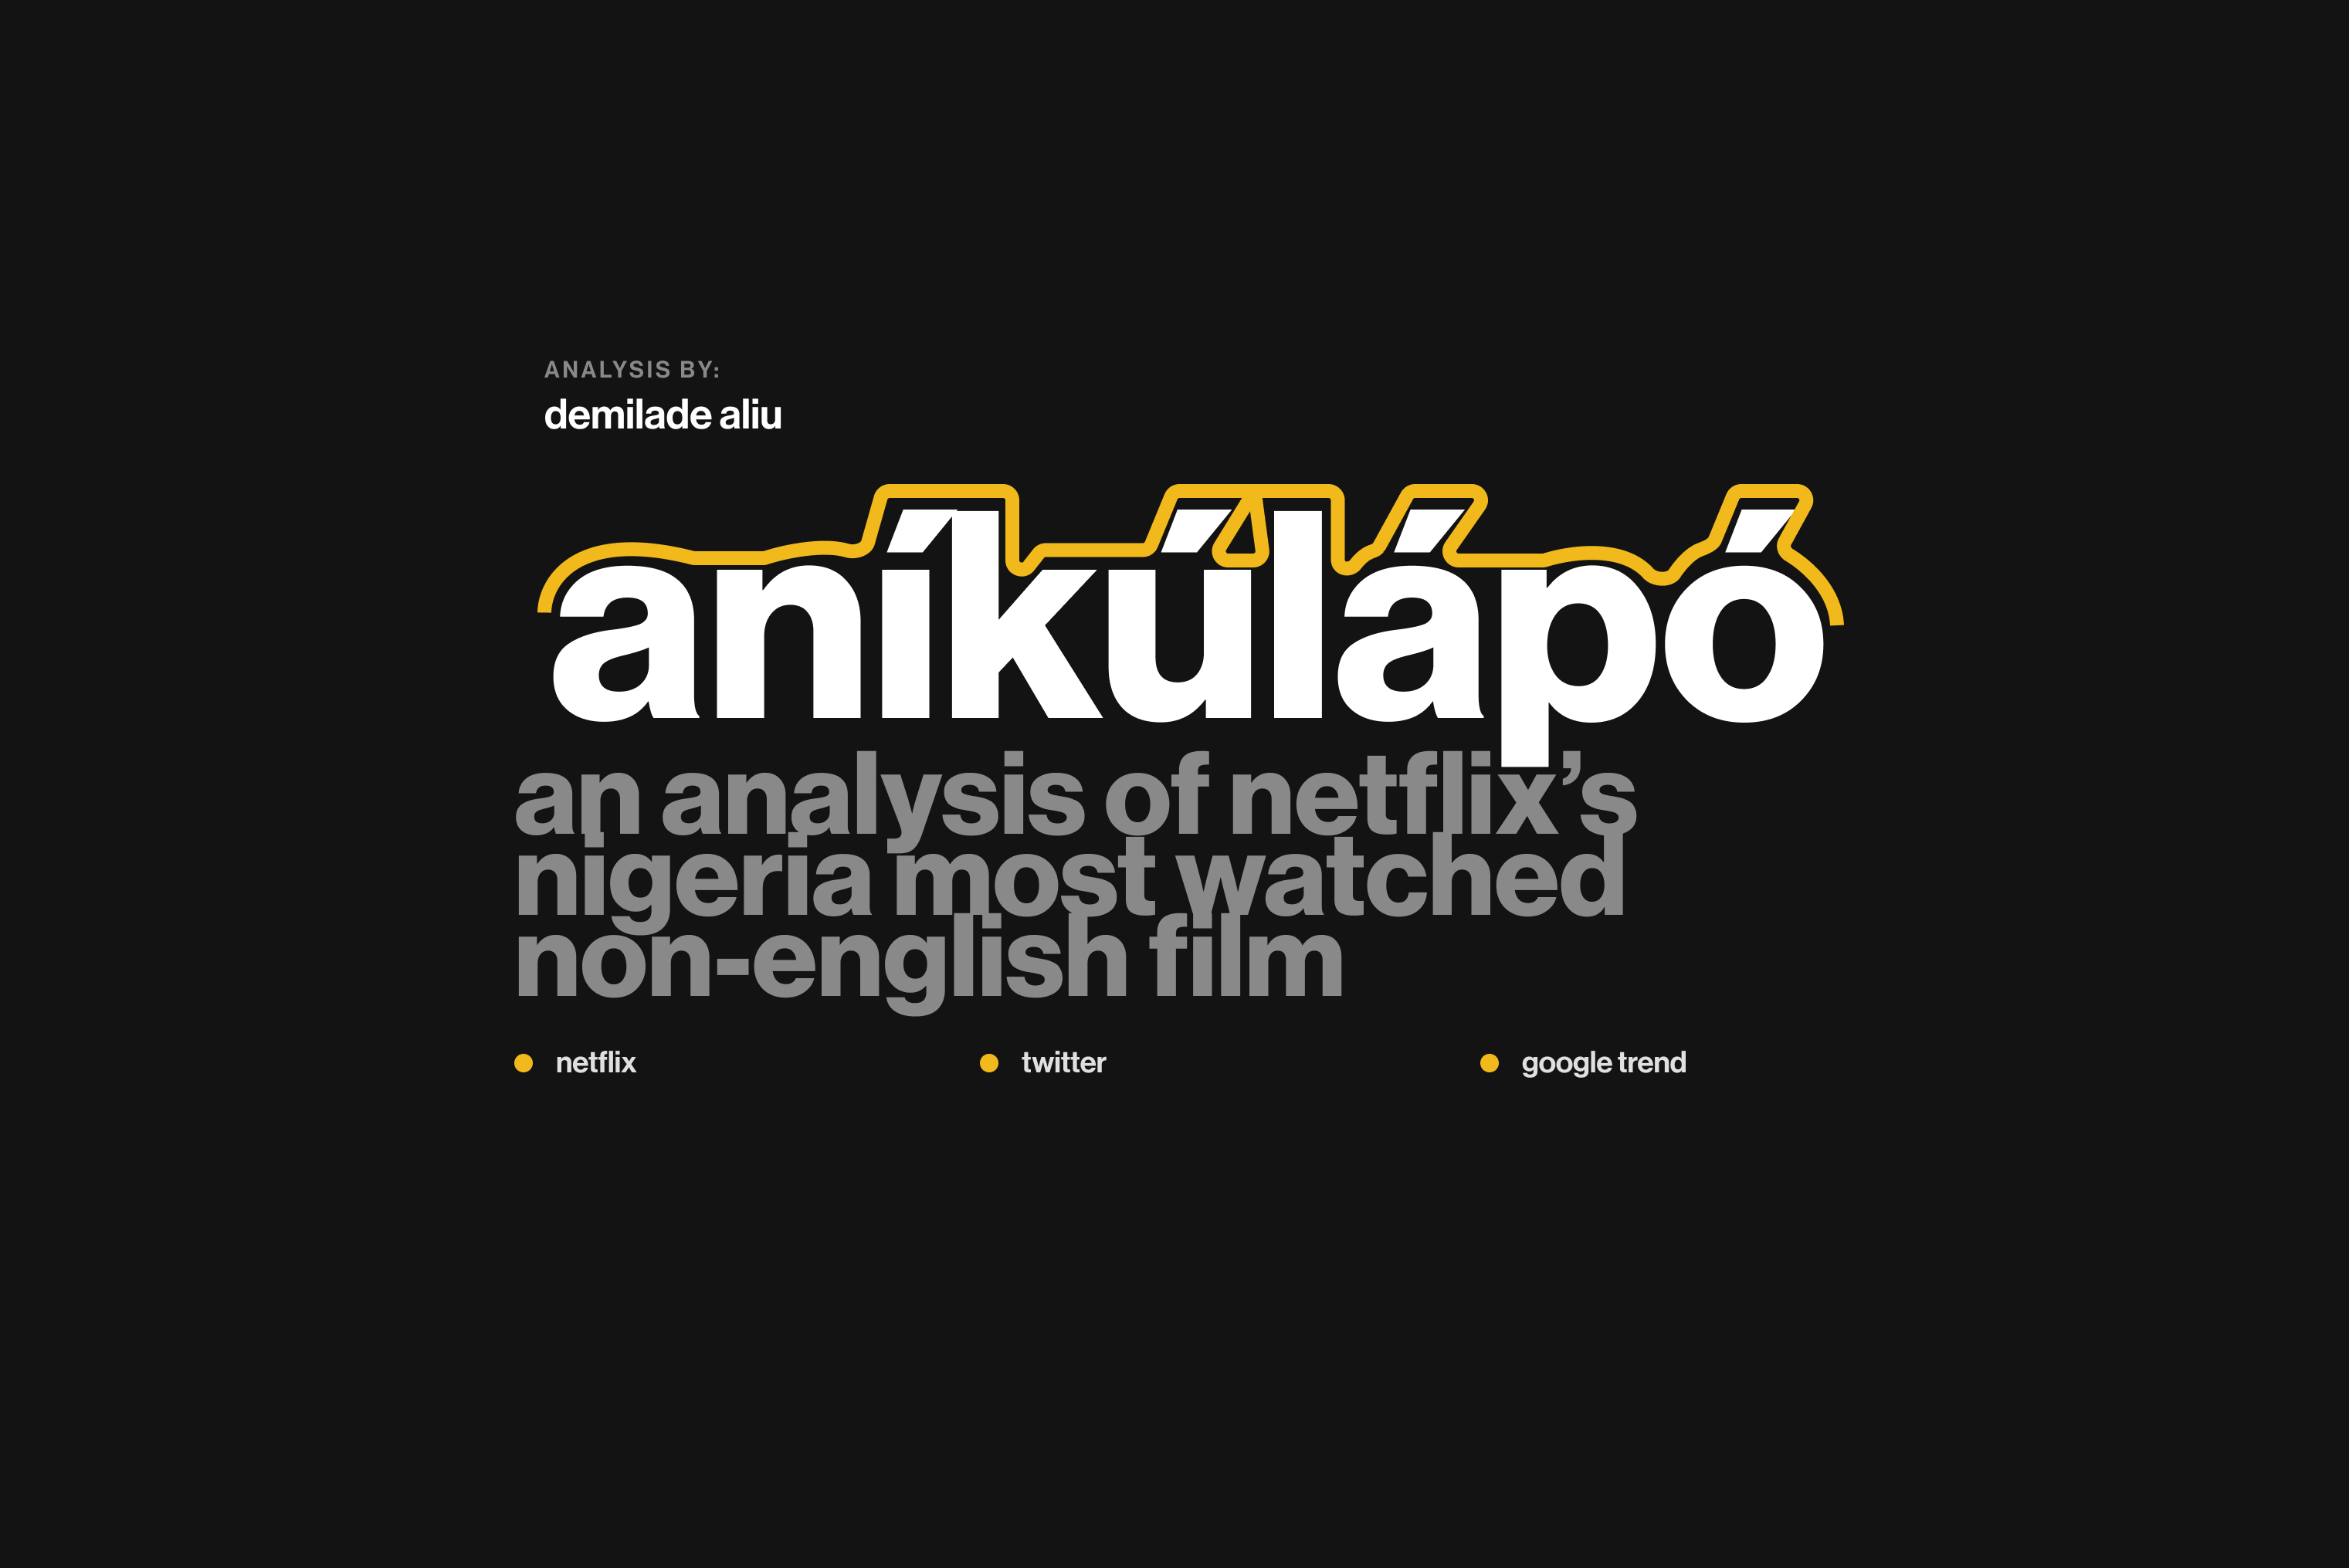 ANALYSIS BY:
demilade aliu
aníkúlápó
an analysis of netflix’s
nigeria most watched
non-english film
netflix
twitter
google trend